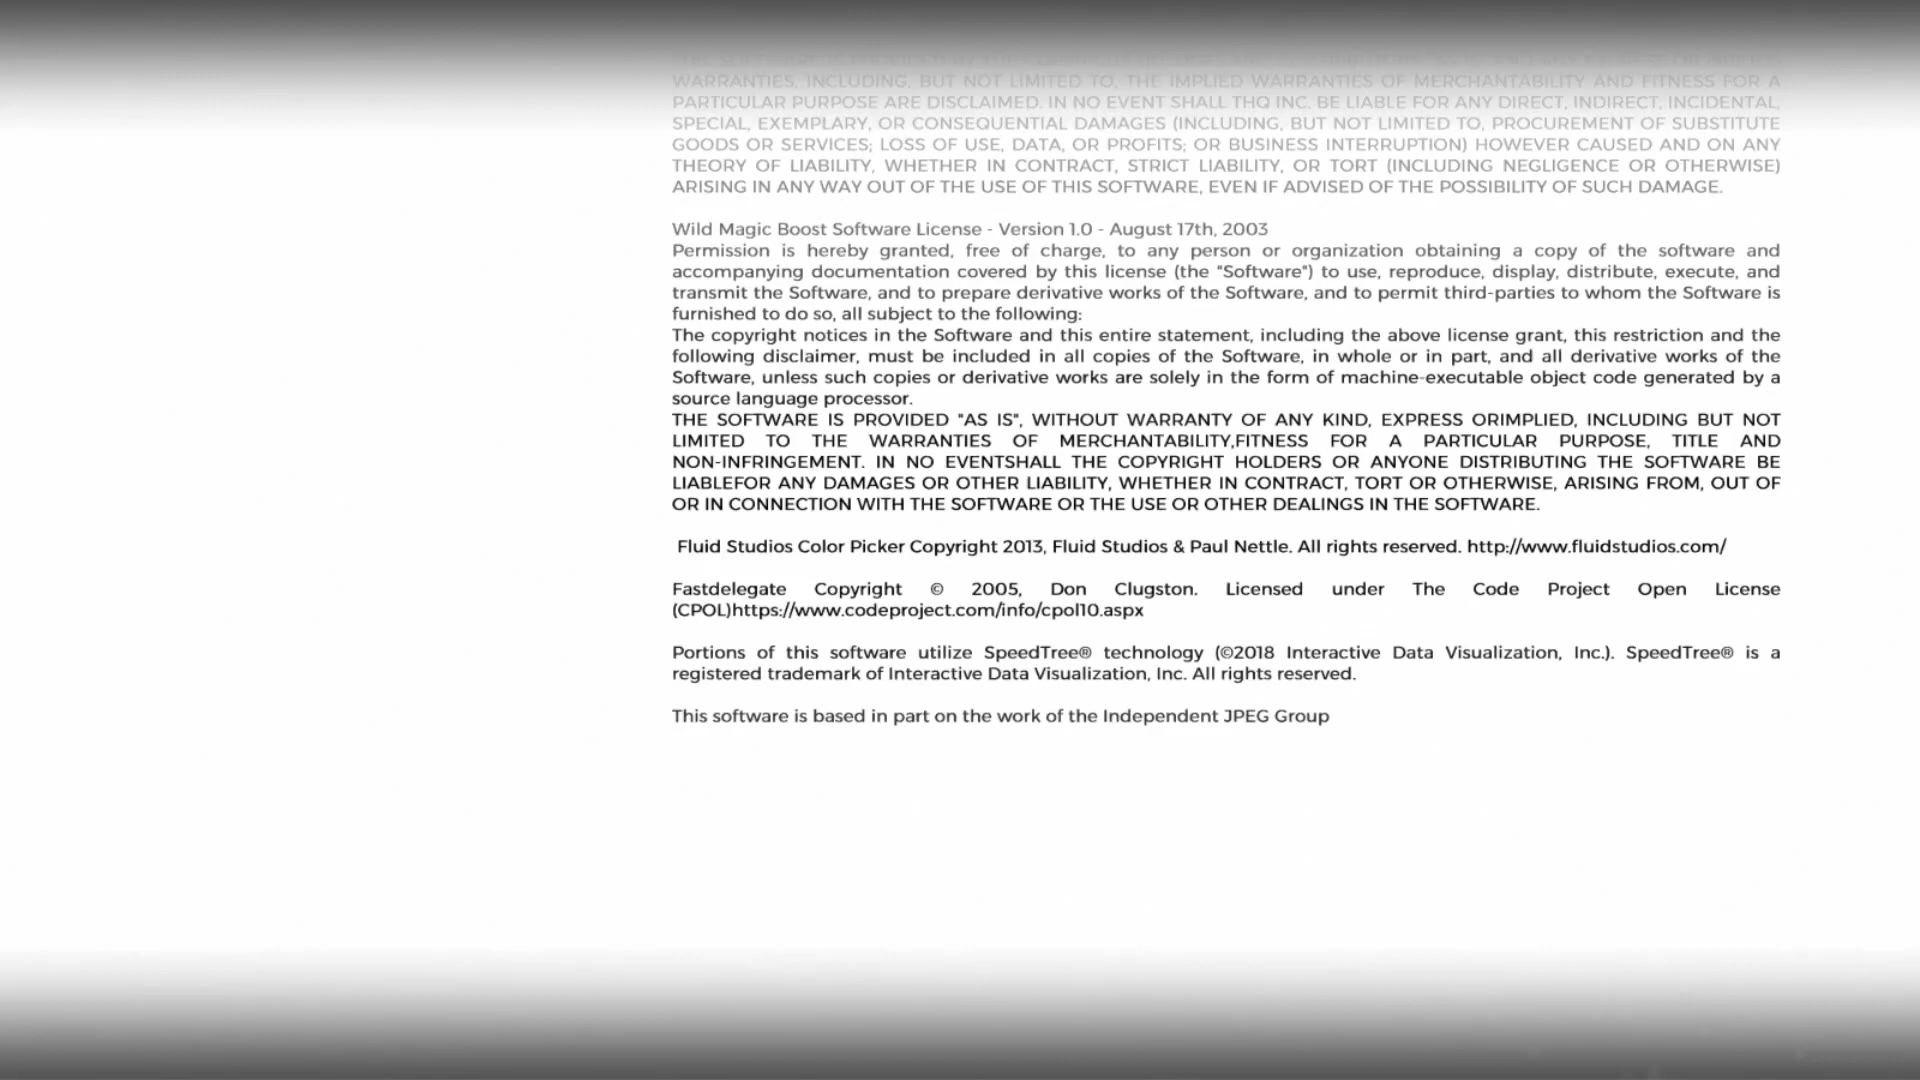 WARRANTIES, INCLUDING, BUT NOT LIMITED TO, THE IMPLIED WARRANTIES OF MERCHANTABILITY AND FITNESS FOR A
PARTICULAR PURPOSE ARE DISCLAIMED. IN NO EVENT SHALL THQ INC. BE LIABLE FOR ANY DIRECT, INDIRECT, INCIDENTAL,
SPECIAL, EXEMPLARY, OR CONSEQUENTIAL DAMAGES (INCLUDING, BUT NOT LIMITED TO, PROCUREMENT OF SUBSTITUTE
GOODS OR SERVICES; LOSS OF USE, DATA, OR PROFITS; OR BUSINESS INTERRUPTION) HOWEVER CAUSED AND ON ANY
THEORY OF LIABILITY, WHETHER IN CONTRACT, STRICT LIABILITY, OR TORT (INCLUDING NEGLIGENCE OR OTHERWISE)
ARISING IN ANY WAY OUT OF THE USE OF THIS SOFTWARE, EVEN IF ADVISED OF THE POSSIBILITY OF SUCH DAMAGE.
Wild Magic Boost Software License - Version 1.0 - August 17th, 2003
Permission is hereby granted, free of charge, to any person or organization obtaining a copy of the software and
accompanying documentation covered by this license (the "Software") to use, reproduce, display, distribute, execute, and
transmit the Software, and to prepare derivative works of the Software, and to permit third-parties to whom the Software is
furnished to do so, all subject to the following:
The copyright notices in the Software and this entire statement, including the above license grant, this restriction and the
following disclaimer, must be included in all copies of the Software, in whole or in part, and all derivative works of the
Software, unless such copies or derivative works are solely in the form of machine-executable object code generated by a
source language processor.
THE SOFTWARE IS PROVIDED "AS IS", WITHOUT WARRANTY OF ANY KIND, EXPRESS ORIMPLIED, INCLUDING BUT NOT
LIMITED TO THE WARRANTIES OF MERCHANTABILITY,FITNESS FOR A PARTICULAR PURPOSE, TITLE AND
NON-INFRINGEMENT. IN NO EVENTSHALL THE COPYRIGHT HOLDERS OR ANYONE DISTRIBUTING THE SOFTWARE BE
LIABLEFOR ANY DAMAGES OR OTHER LIABILITY, WHETHER IN CONTRACT, TORT OR OTHERWISE, ARISING FROM, OUT OF
OR IN CONNECTION WITH THE SOFTWARE OR THE USE OR OTHER DEALINGS IN THE SOFTWARE.
Fluid Studios Color Picker Copyright 2013, Fluid Studios & Paul Nettle. All rights reserved. http://www.fluidstudios.com/
Fastdelegate Copyright © 2005, Don Clugston. Licensed under The Code Project Open License
(CPOL)https://www.codeproject.com/info/cpol10.aspx
Portions of this software utilize SpeedTree® technology (©2018 Interactive Data Visualization, Inc.). SpeedTree® is a
registered trademark of Interactive Data Visualization, Inc. All rights reserved.
This software is based in part on the work of the Independent JPEG Group